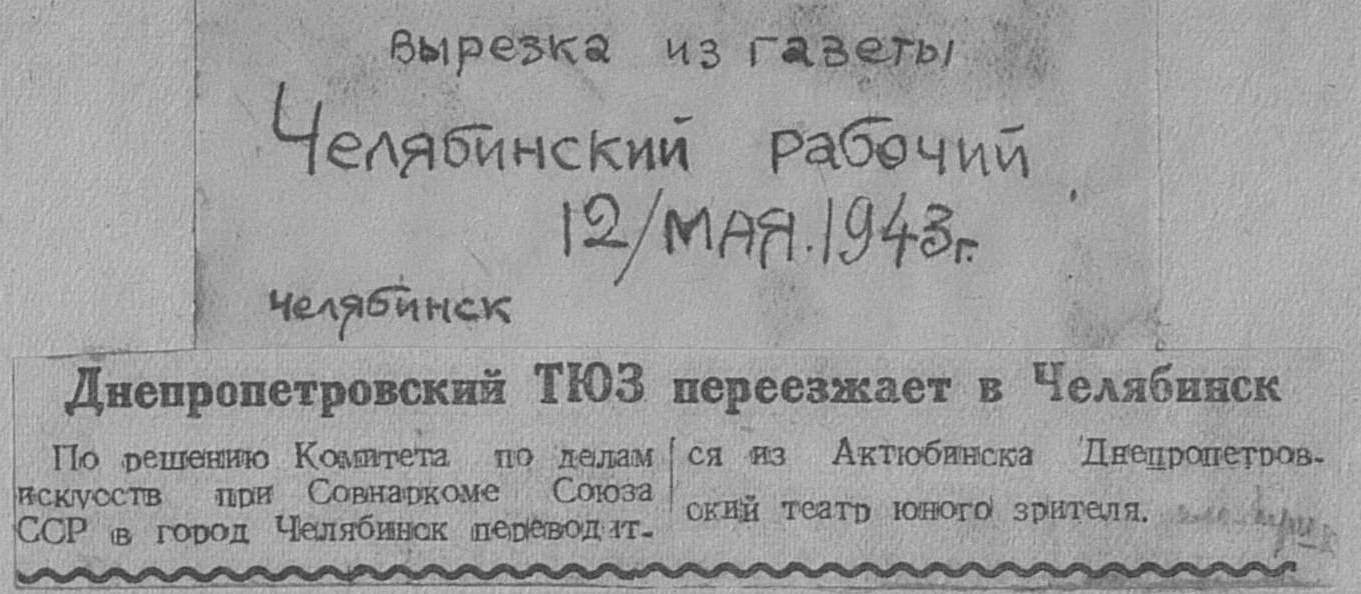 вырезка из газеты
Челябинский рабочий
12/МАЯ.1943г.
челябинск
Днепропетровский ТЮЗ переезжает в Челябинск
По решению Комитета по делам
искусств при Совнаркоме Союза
ССР в город Челябинск переводит-
ся из Актюбинска Днепропетров-
ский театр юного зрителя.